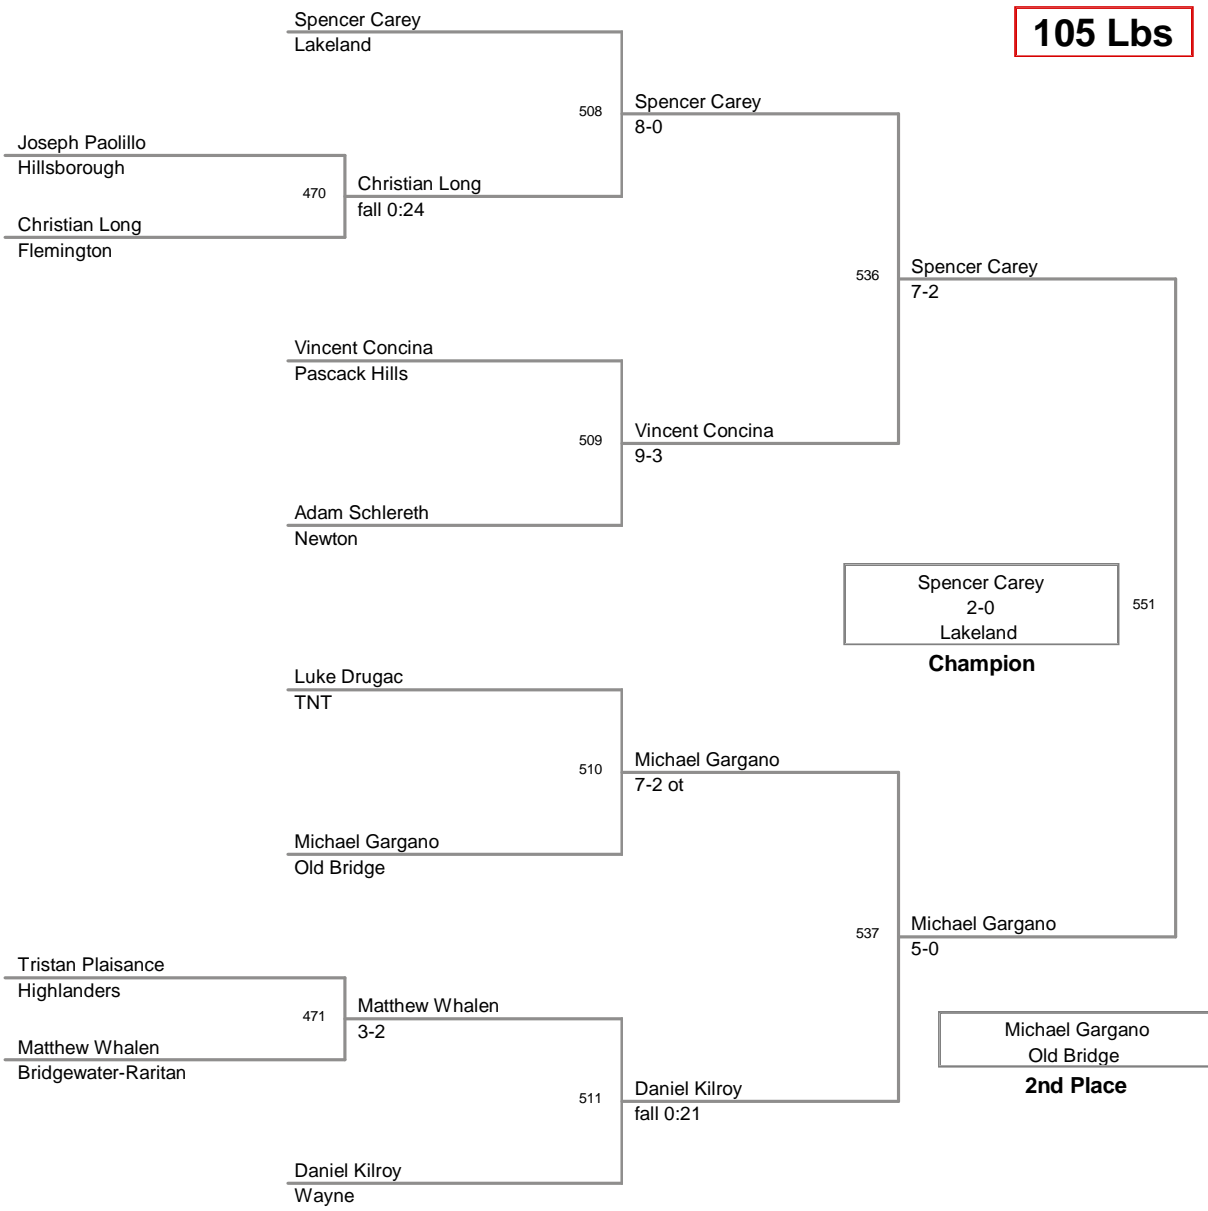 105 Lbs
Spencer Carey
Lakeland
508
Spencer Carey
8-0
Joseph Paolillo
Hillsborough
470
Christian Long
fall 0:24
Christian Long
Flemington
536
Spencer Carey
7-2
Vincent Concina
Pascack Hills
509
Vincent Concina
9-3
Adam Schlereth
Newton
Spencer Carey
2-0
Lakeland
551
Champion
Luke Drugac
TNT
510
Michael Gargano
7-2 ot
Michael Gargano
Old Bridge
537
Michael Gargano
5-0
Tristan Plaisance
Highlanders
471
Matthew Whalen
3-2
Matthew Whalen
Bridgewater-Raritan
Michael Gargano
Old Bridge
2nd Place
511
Daniel Kilroy
fall 0:21
Daniel Kilroy
Wayne